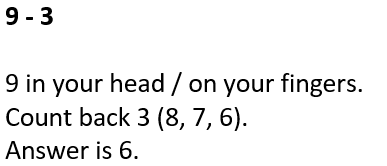 9 - 3
9 in your head / on your fingers.
Count back 3 (8, 7, 6).
Answer is 6.